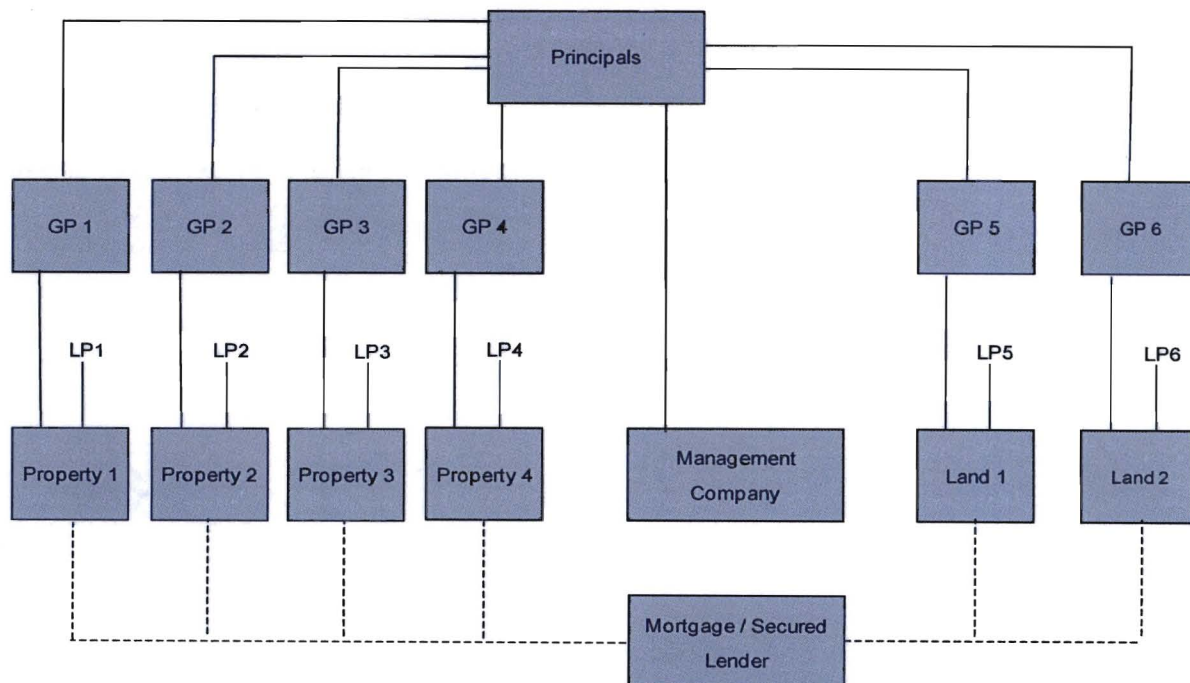 Principals
GP 1
GP 2
GP 3
GP 4
GP 5
GP 6
LP1
LP2
LP3
LP4
LP5
LP6
Property 1
Property 2
Property 3
Property 4
Management
Company
Land 1
Land 2
Mortgage / Secured
Lender